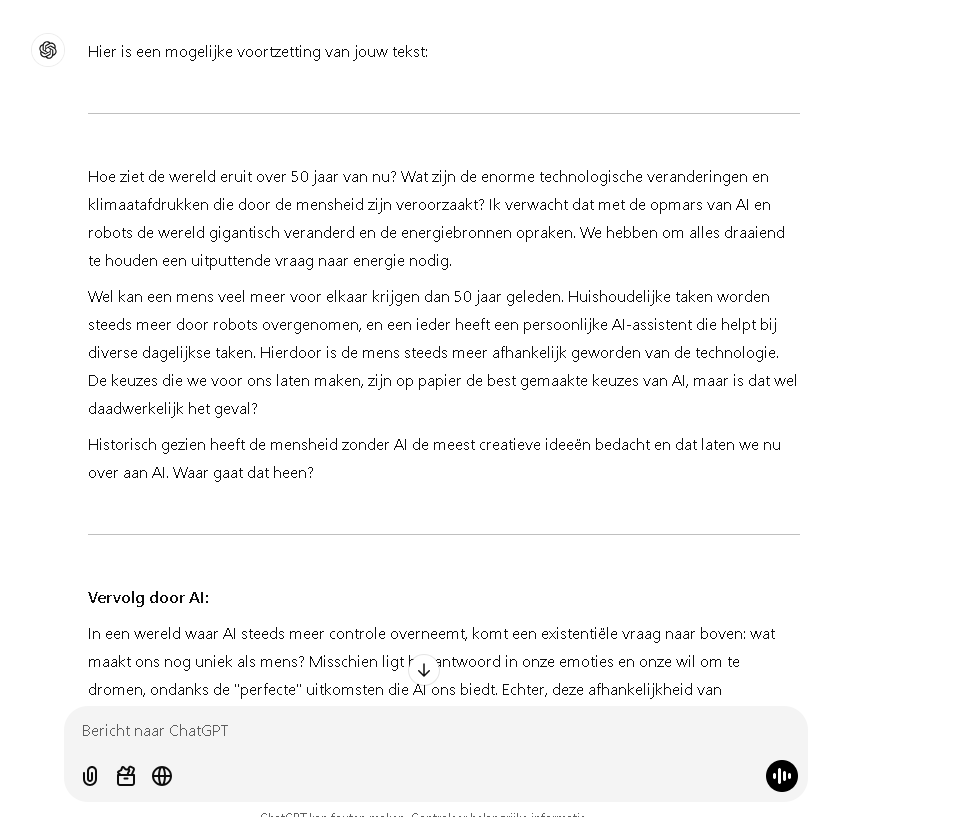 Hier is een mogelijke voortzetting van jouw tekst:
Hoe ziet de wereld eruit over 50 jaar van nu? Wat zijn de enorme technologische veranderingen en
klimaatafdrukken die door de mensheid zijn veroorzaakt? Ik verwacht dat met de opmars van AI en
robots de wereld gigantisch veranderd en de energiebronnen opraken. We hebben om alles draaiend
te houden een uitputtende vraag naar energie nodig.
Wel kan een mens veel meer voor elkaar krijgen dan 50 jaar geleden. Huishoudelijke taken worden
steeds meer door robots overgenomen, en een ieder heeft een persoonlijke AI-assistent die helpt bij
diverse dagelijkse taken. Hierdoor is de mens steeds meer afhankelijk geworden van de technologie.
De keuzes die we voor ons laten maken, zijn op papier de best gemaakte keuzes van AI, maar is dat wel
daadwerkelijk het geval?
Historisch gezien heeft de mensheid zonder AI de meest creatieve ideeën bedacht en dat laten we nu
over aan AI. Waar gaat dat heen?
Vervolg door AI:
In een wereld waar AI steeds meer controle overneemt, komt een existentiële vraag naar boven: wat
maakt ons nog uniek als mens? Misschien ligt antwoord in onze emoties en onze wil om te
dromen, ondanks de "perfecte" uitkomsten die AI ons biedt. Echter, deze afhankelijkheid van
Bericht naar ChatGPT